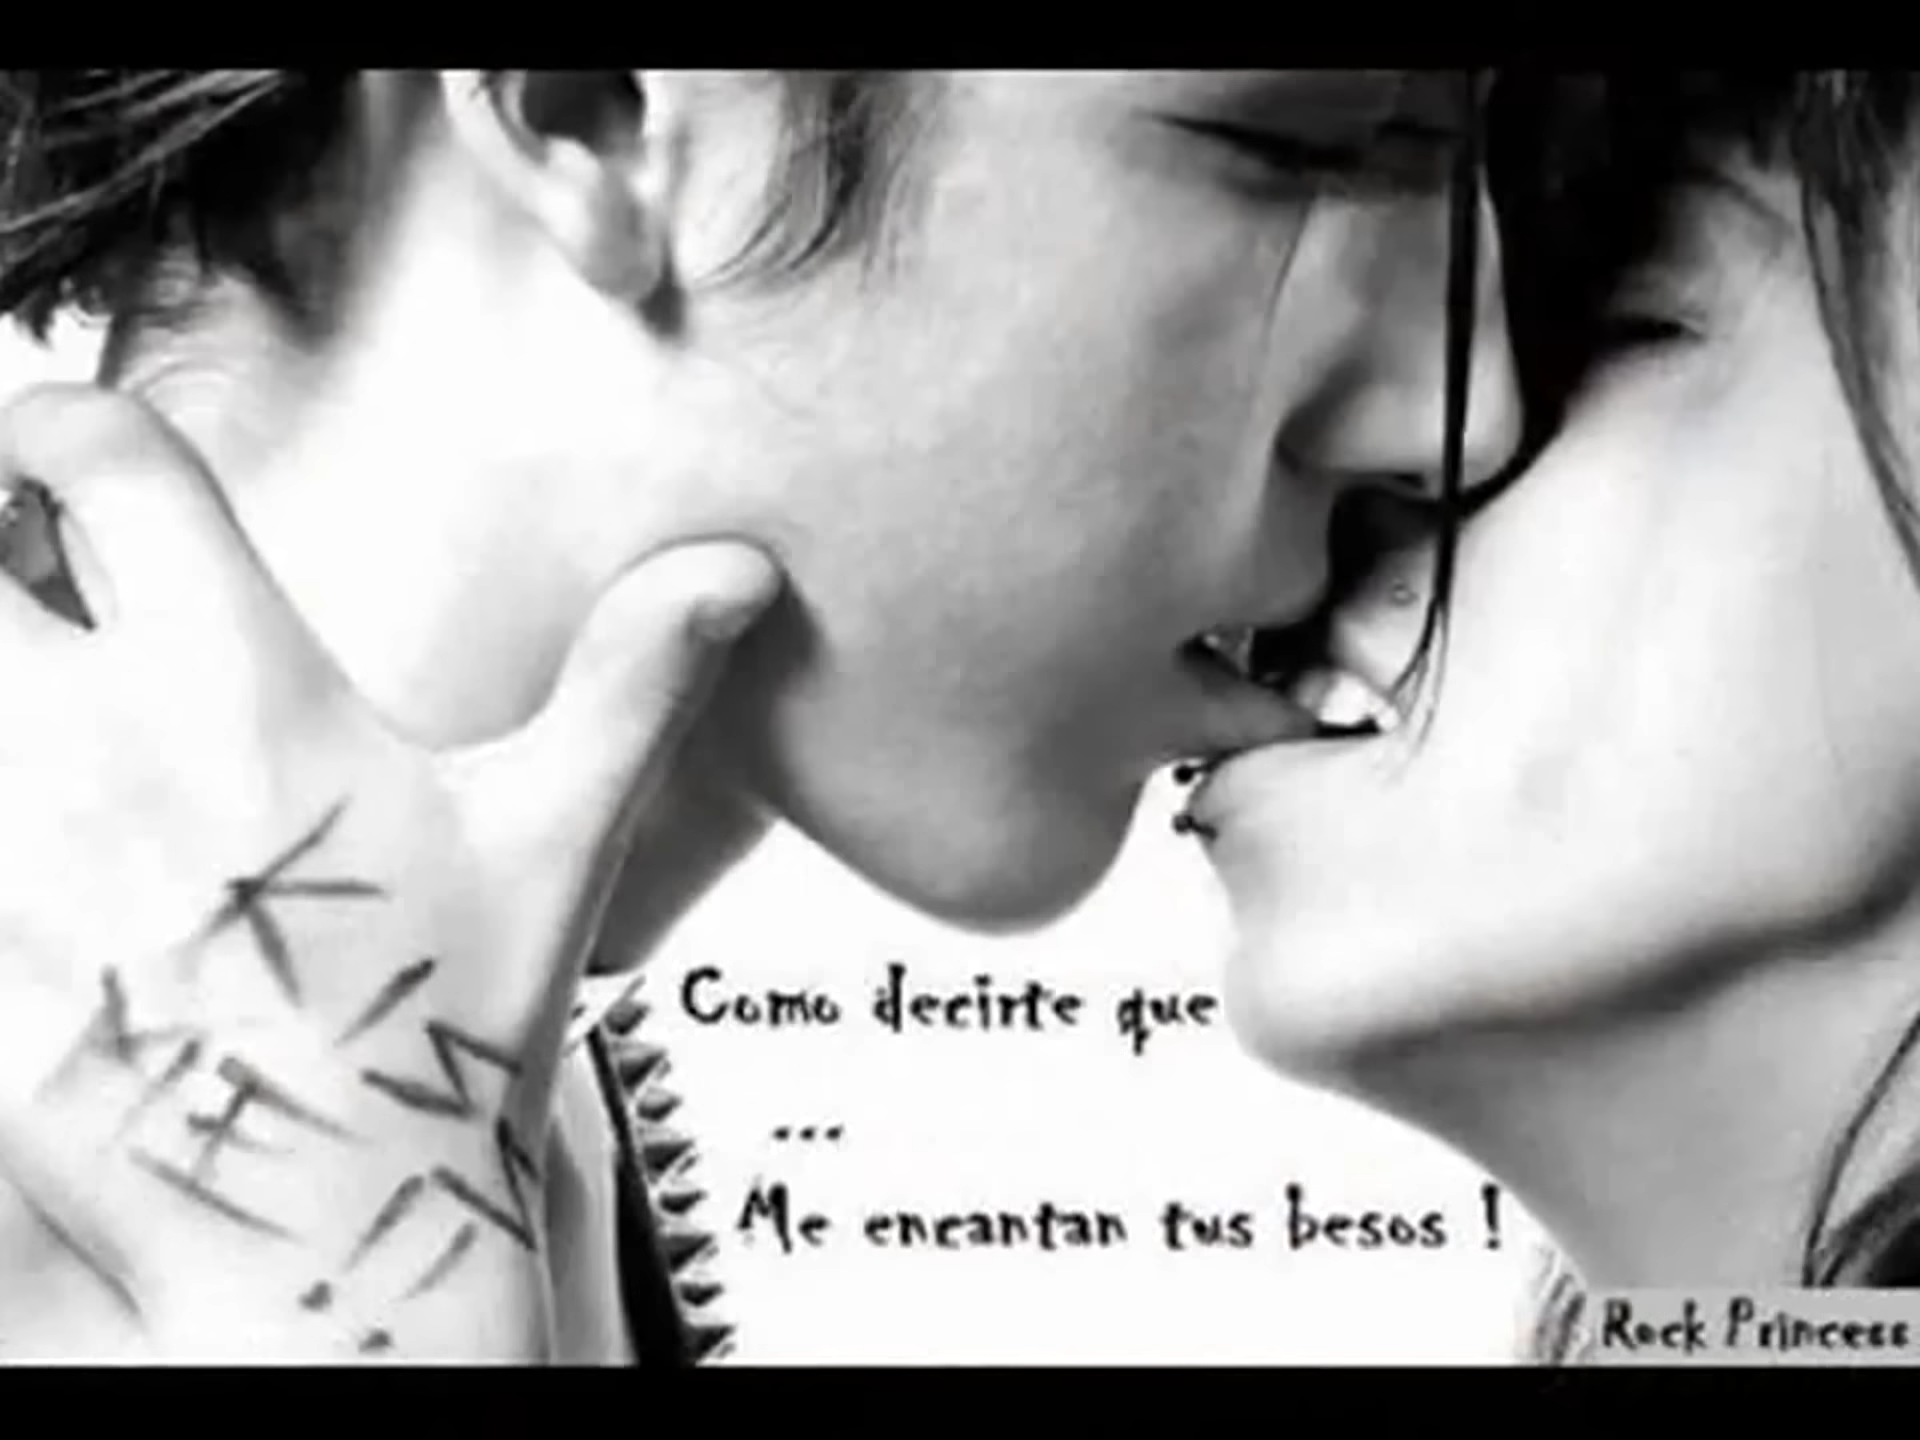 KISS
ME
Como decirte que
...
Me encantan tus besos !
Rock Princess